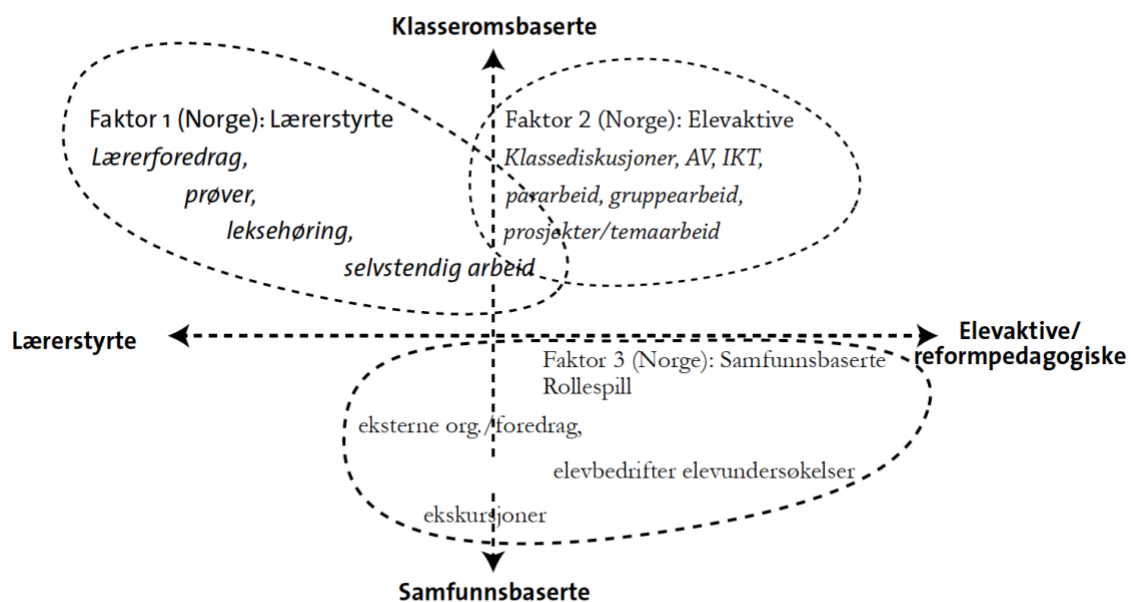 Klasseromsbaserte
Faktor 1 (Norge): Lærerstyrte
Lærerforedrag,
prøver,
leksehøring,
selvstendig arbeid
Faktor 2 (Norge): Elevaktive
Klassediskusjoner, AV, IKT,
pararbeid, gruppearbeid,
prosjekter/temaarbeid
Lærerstyrte
Elevaktive/
reformpedagogiske
Faktor 3 (Norge): Samfunnsbaserte
Rollespill
eksterne org./foredrag,
elevbedrifter elevundersøkelser
ekskursjoner
Samfunnsbaserte